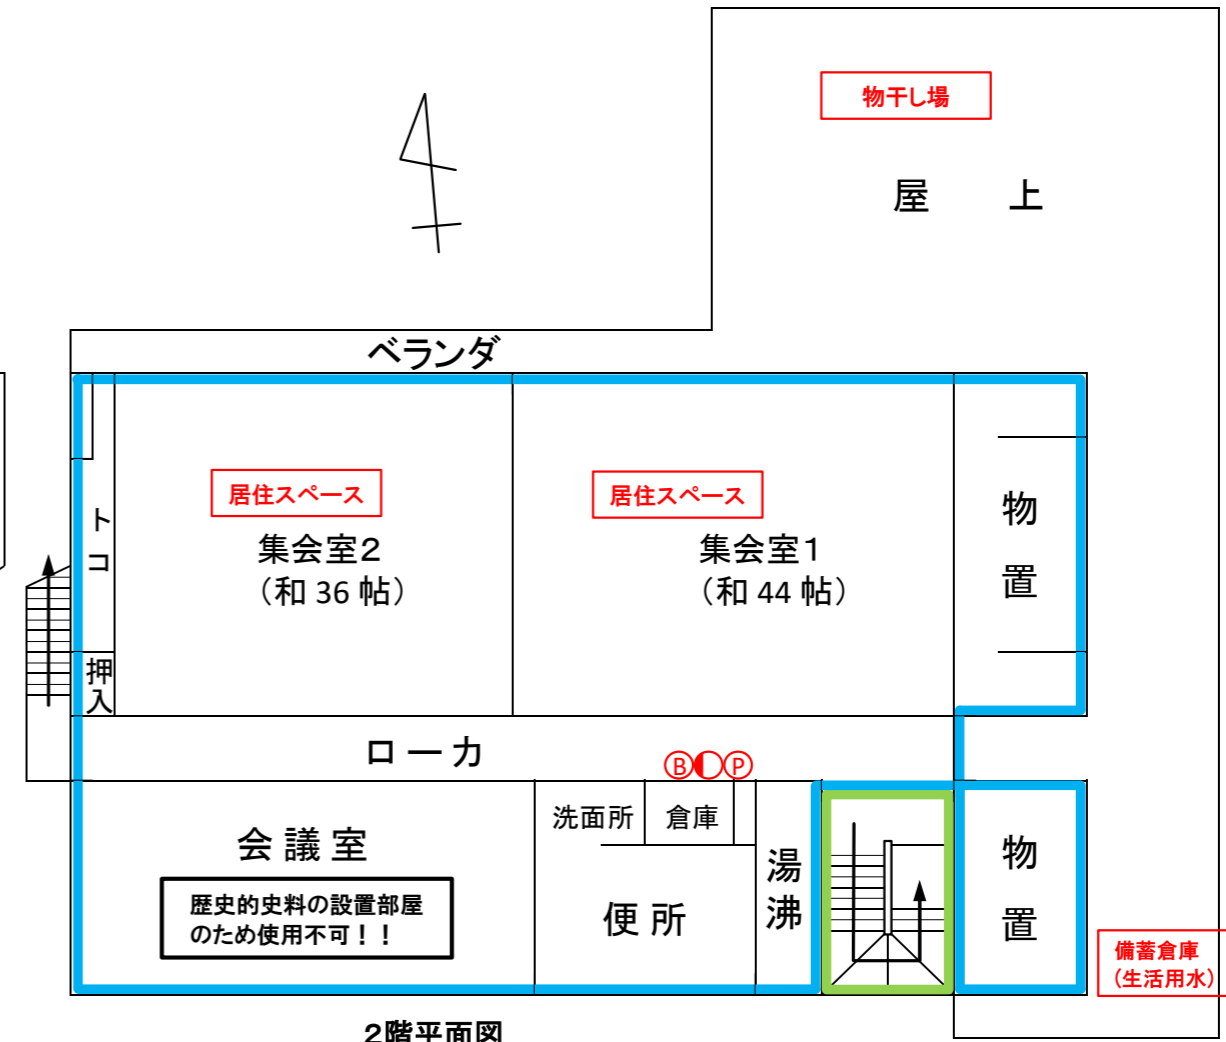 物干し場
屋 上
ベランダ
居住スペース
居住スペース
集会室2
(和 36 帖)
集会室1
(和 44 帖)
トコ
物置
押入
ローカ
Ⓑ Ⓟ
会議室
洗面所
倉庫
湯沸
物置
歴史的史料の設置部屋
のため使用不可!!
便所
備蓄倉庫
(生活用水)
2階平面図